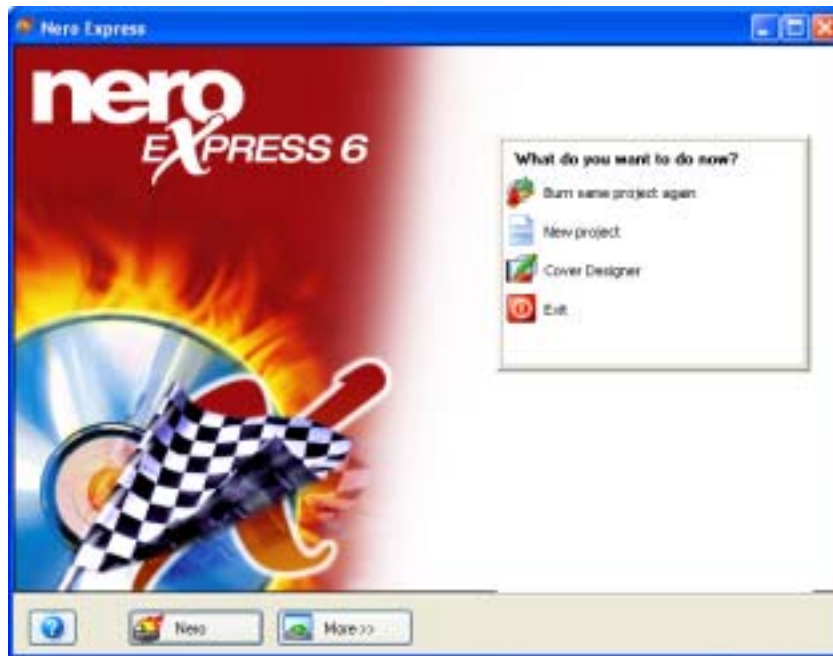 Nero Express
nero
EXPRESS 6
What do you want to do now?
Burn same project again
New project
Cover Designer
Exit
Nero
More >>